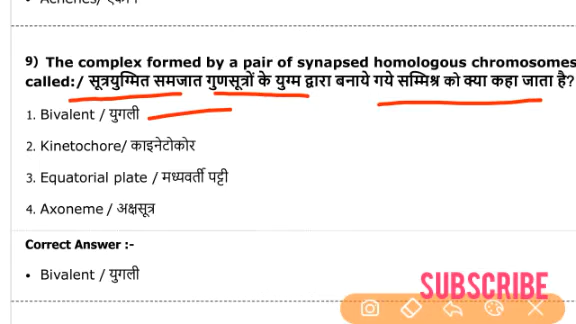 9) The complex formed by a pair of synapsed homologous chromosomes
called:/ सूत्रयुग्मित समजात गुणसूत्रों के युग्म द्वारा बनाये गये सम्मिश्र को क्या कहा जाता है?
1. Bivalent / युगली
2. Kinetochore/ काइनेटोकोर
3. Equatorial plate / मध्यवर्ती पट्टी
4. Axoneme / अक्षसूत्र
Correct Answer :-
• Bivalent / युगली
SUBSCRIBE